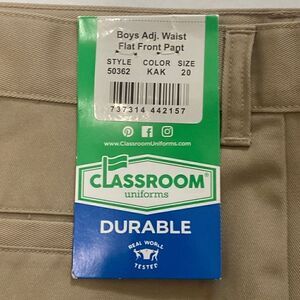 Boys Adj. Waist
Flat Front Pant
STYLE COLOR SIZE
50362 KAK 20
737314 442157
www.ClassroomUniforms.com
CLASSROOM®
uniforms
DURABLE
REAL WORLD
TESTED